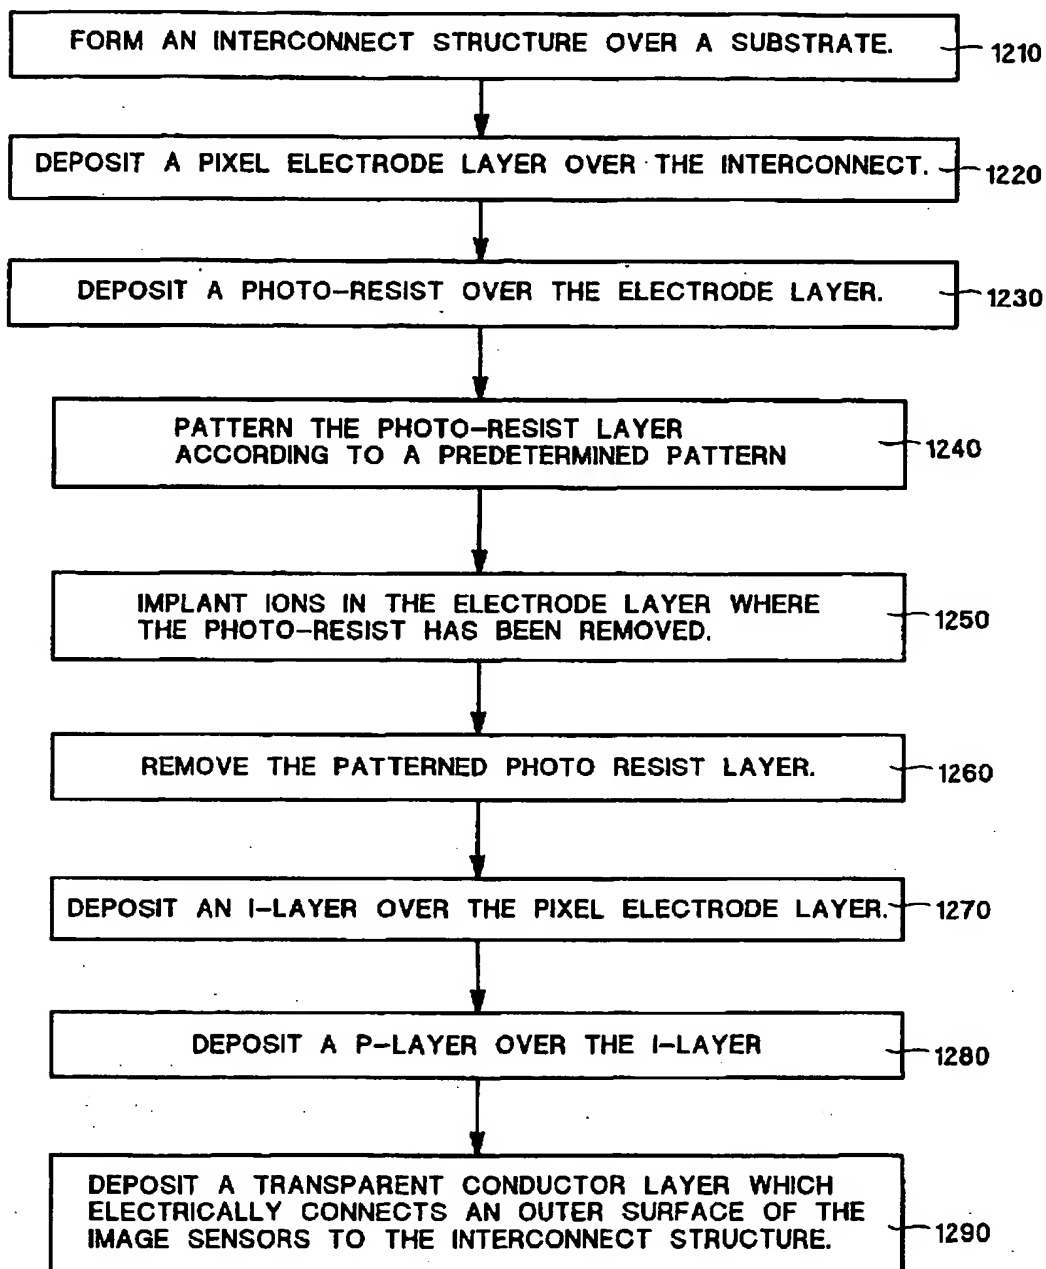 FORM AN INTERCONNECT STRUCTURE OVER A SUBSTRATE. 1210
DEPOSIT A PIXEL ELECTRODE LAYER OVER THE INTERCONNECT. 1220
DEPOSIT A PHOTO-RESIST OVER THE ELECTRODE LAYER. 1230
PATTERN THE PHOTO-RESIST LAYER
ACCORDING TO A PREDETERMINED PATTERN
1240
IMPLANT IONS IN THE ELECTRODE LAYER WHERE
THE PHOTO-RESIST HAS BEEN REMOVED.
1250
REMOVE THE PATTERNED PHOTO RESIST LAYER. 1260
DEPOSIT AN I-LAYER OVER THE PIXEL ELECTRODE LAYER. 1270
DEPOSIT A P-LAYER OVER THE I-LAYER 1280
DEPOSIT A TRANSPARENT CONDUCTOR LAYER WHICH
ELECTRICALLY CONNECTS AN OUTER SURFACE OF THE
IMAGE SENSORS TO THE INTERCONNECT STRUCTURE.
1290